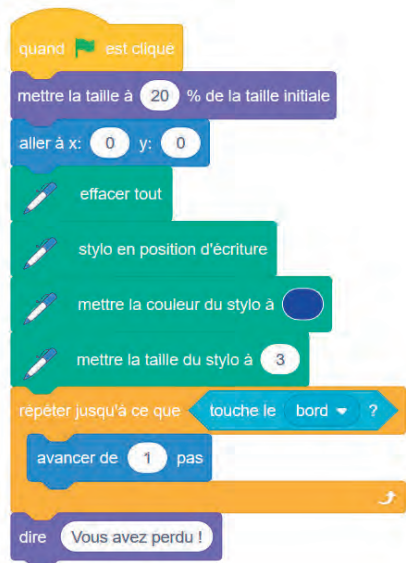 quand est cliqué
mettre la taille à 20 % de la taille initiale
aller à x: 0 y: 0
effacer tout
stylo en position d'écriture
mettre la couleur du stylo à
mettre la taille du stylo à 3
répéter jusqu'à ce que touche le bord ?
avancer de 1 pas
dire Vous avez perdu !